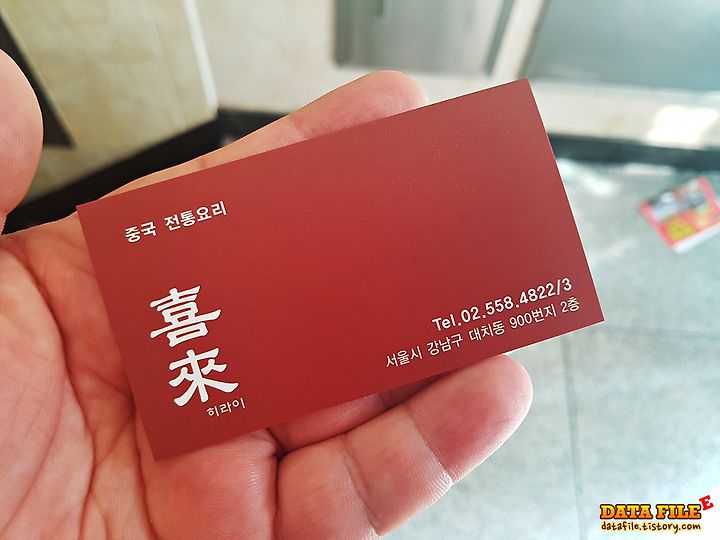 중국 전통요리
喜
來
히라이
Tel.02.558.4822/3
서울시 강남구 대치동 900번지 2층
DATA FILE E
datafile.tistory.com